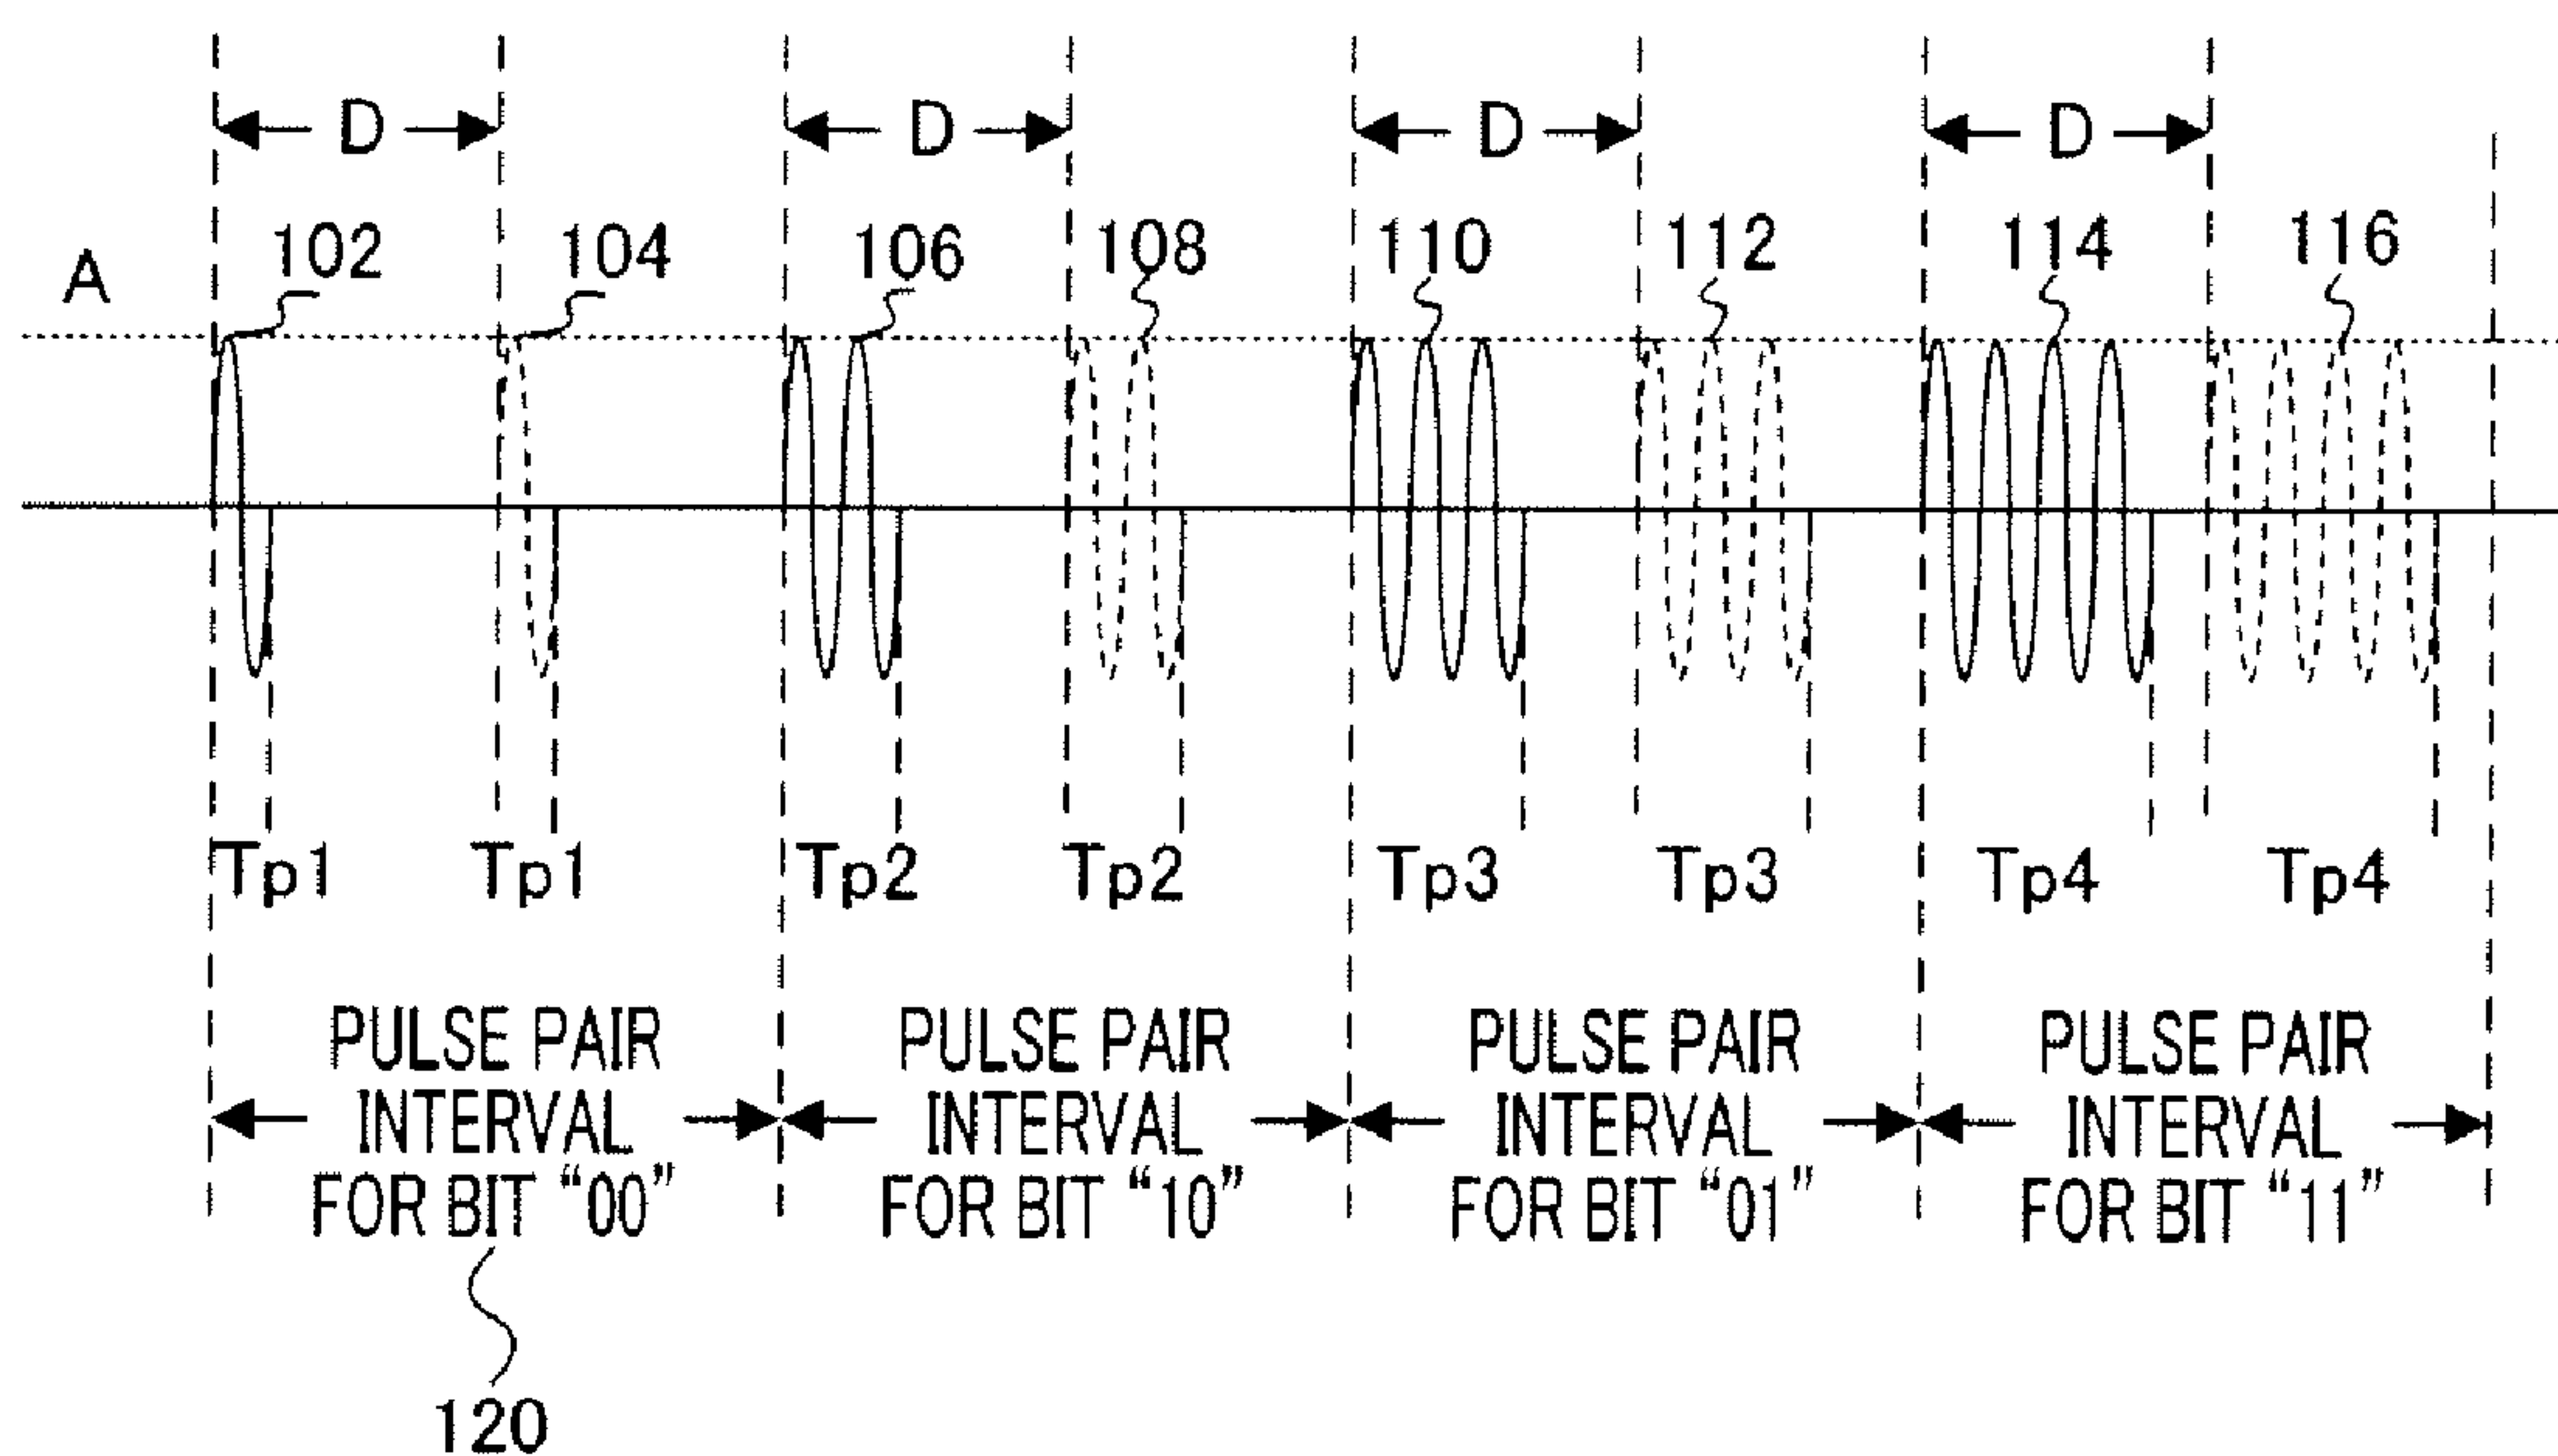 D D D D
A 102 104 106 108 110 112 114 116
Tp1 Tp1 Tp2 Tp2 Tp3 Tp3 Tp4 Tp4
PULSE PAIR
INTERVAL
FOR BIT “00”
PULSE PAIR
INTERVAL
FOR BIT “10”
PULSE PAIR
INTERVAL
FOR BIT “01”
PULSE PAIR
INTERVAL
FOR BIT “11”
120